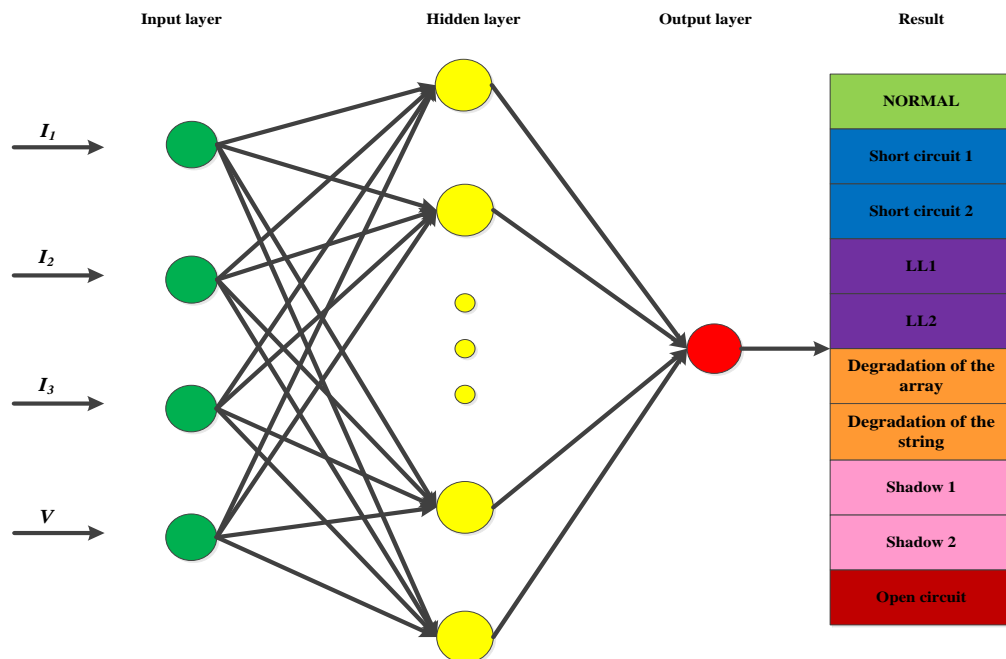 Input layer
Hidden layer
Output layer
Result
I1
I2
I3
V
NORMAL
Short circuit 1
Short circuit 2
LL1
LL2
Degradation of the
array
Degradation of the
string
Shadow 1
Shadow 2
Open circuit